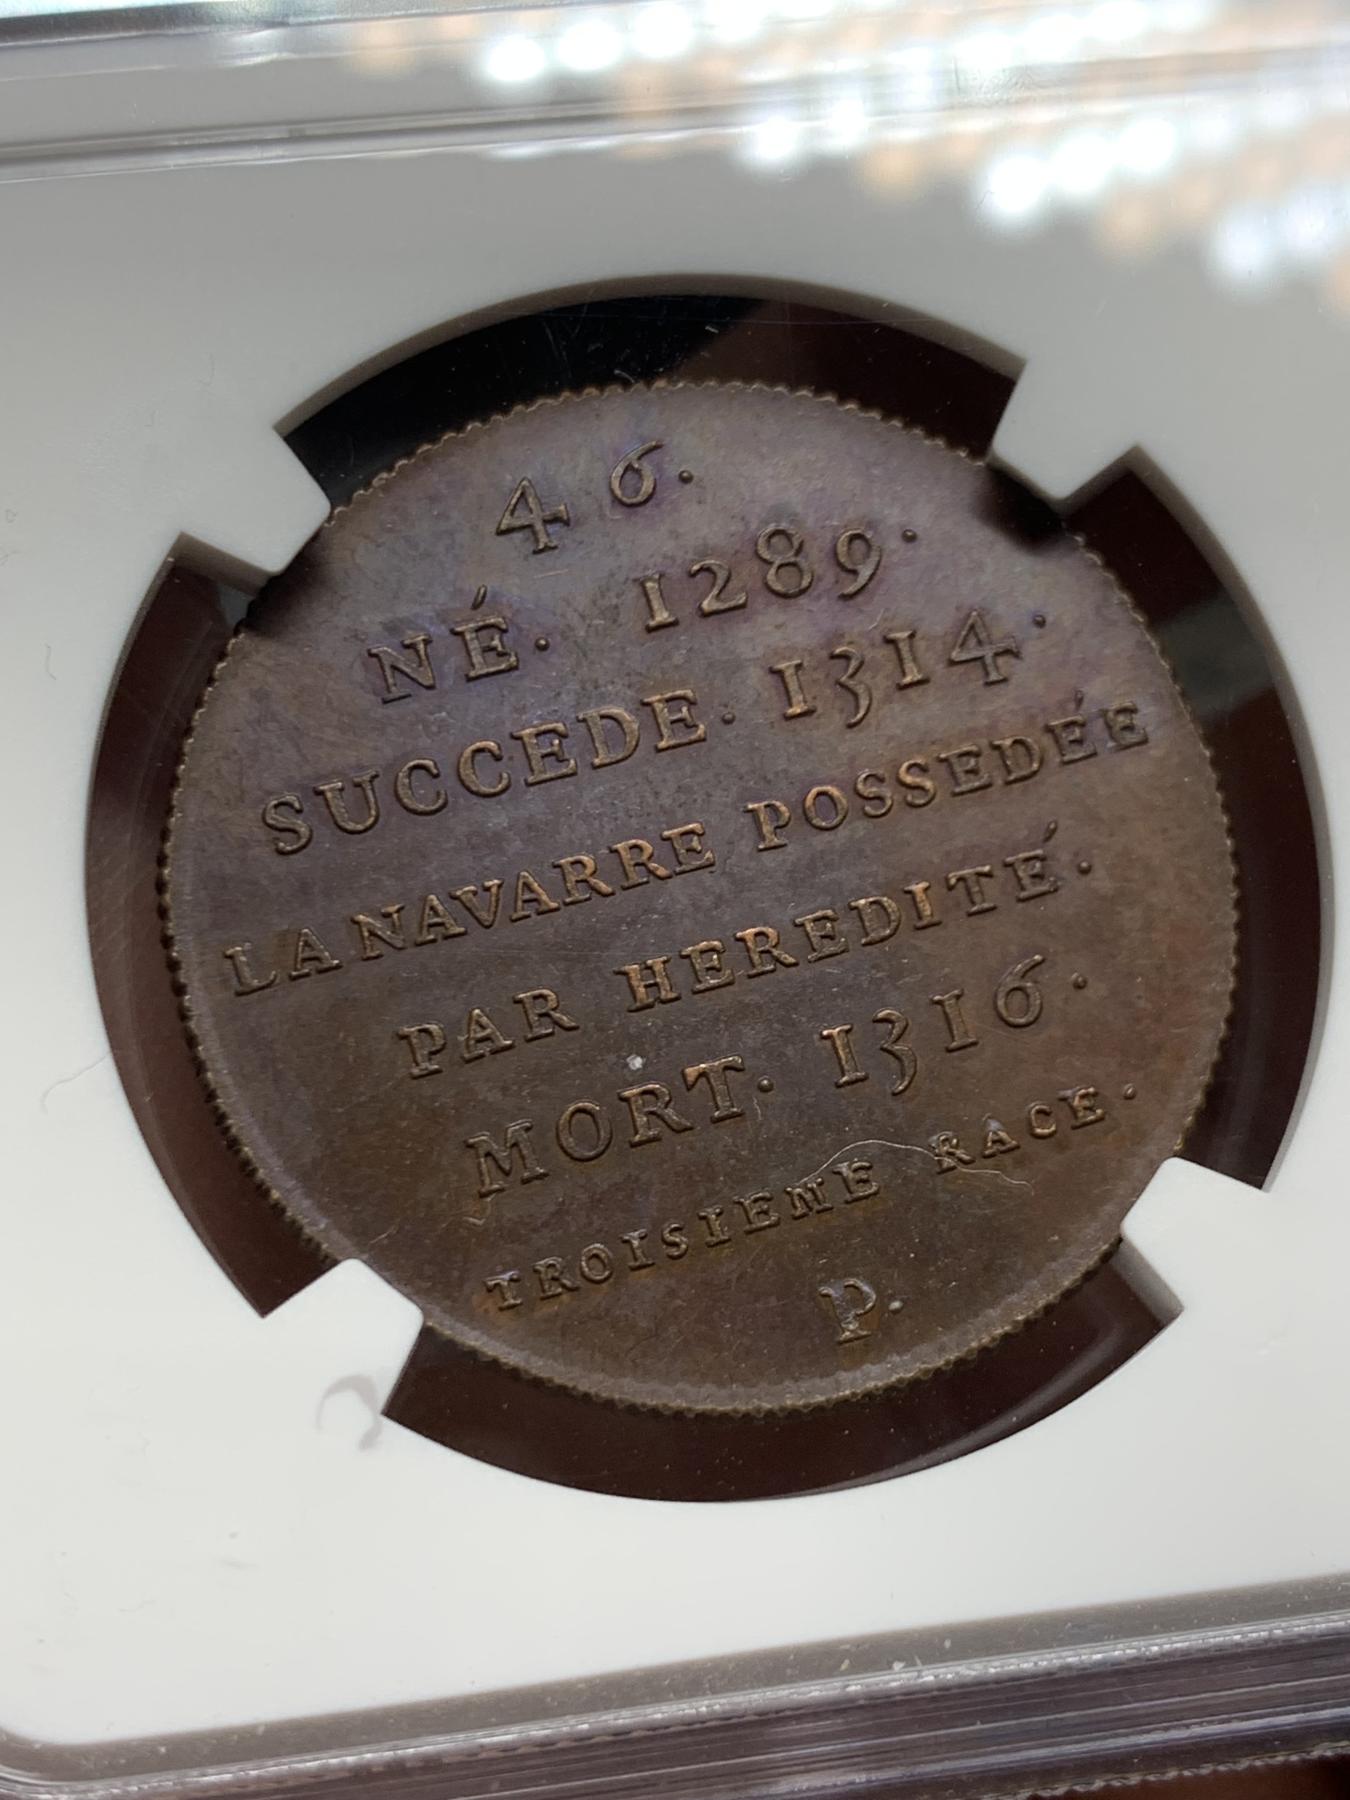 46.
NÉ. 1289.
SUCCEDE. 1314.
LA NAVARRE POSSEDÉE
PAR HEREDITÉ.
MORT. 1316.
TROISIEME RACE.
P.